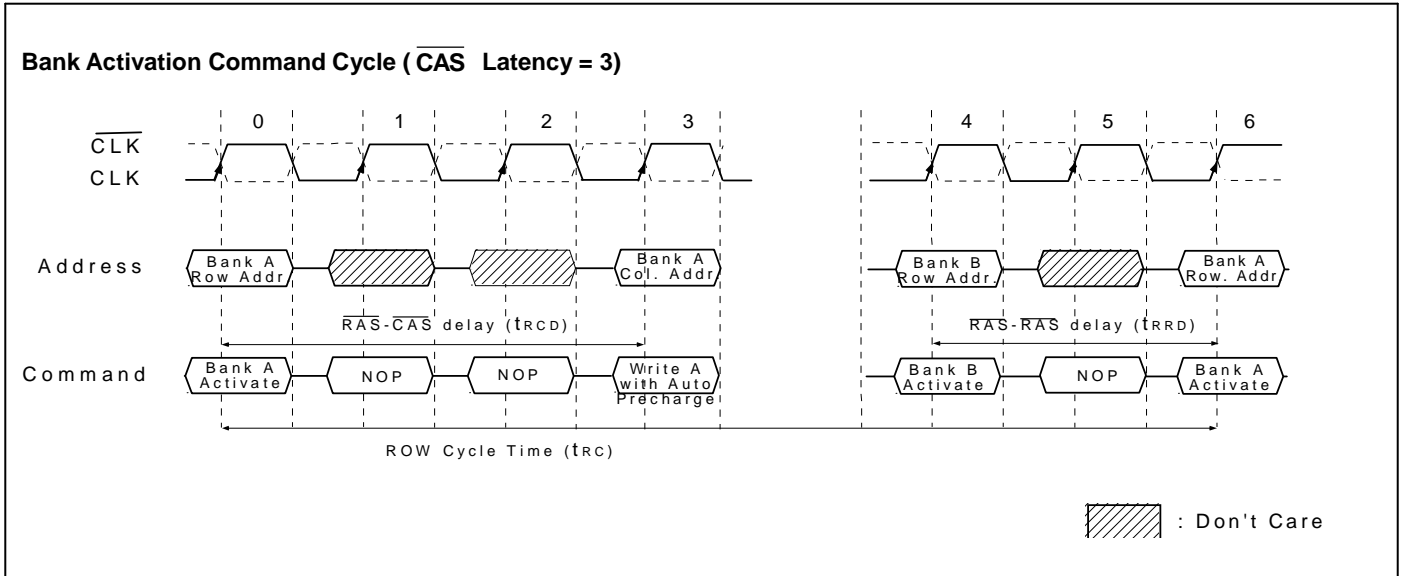 Bank Activation Command Cycle ( CAS Latency = 3)
0 1 2 3 4 5 6
CLK
CLK
Address
Bank A
Row Addr
Bank A
Col. Addr
Bank B
Row Addr.
Bank A
Row. Addr
RAS-CAS delay (tRCD)
RAS-RAS delay (tRRD)
Command
Bank A
Activate
NOP
NOP
Write A
with Auto
Precharge
Bank B
Activate
NOP
Bank A
Activate
ROW Cycle Time (tRC)
: Don't Care